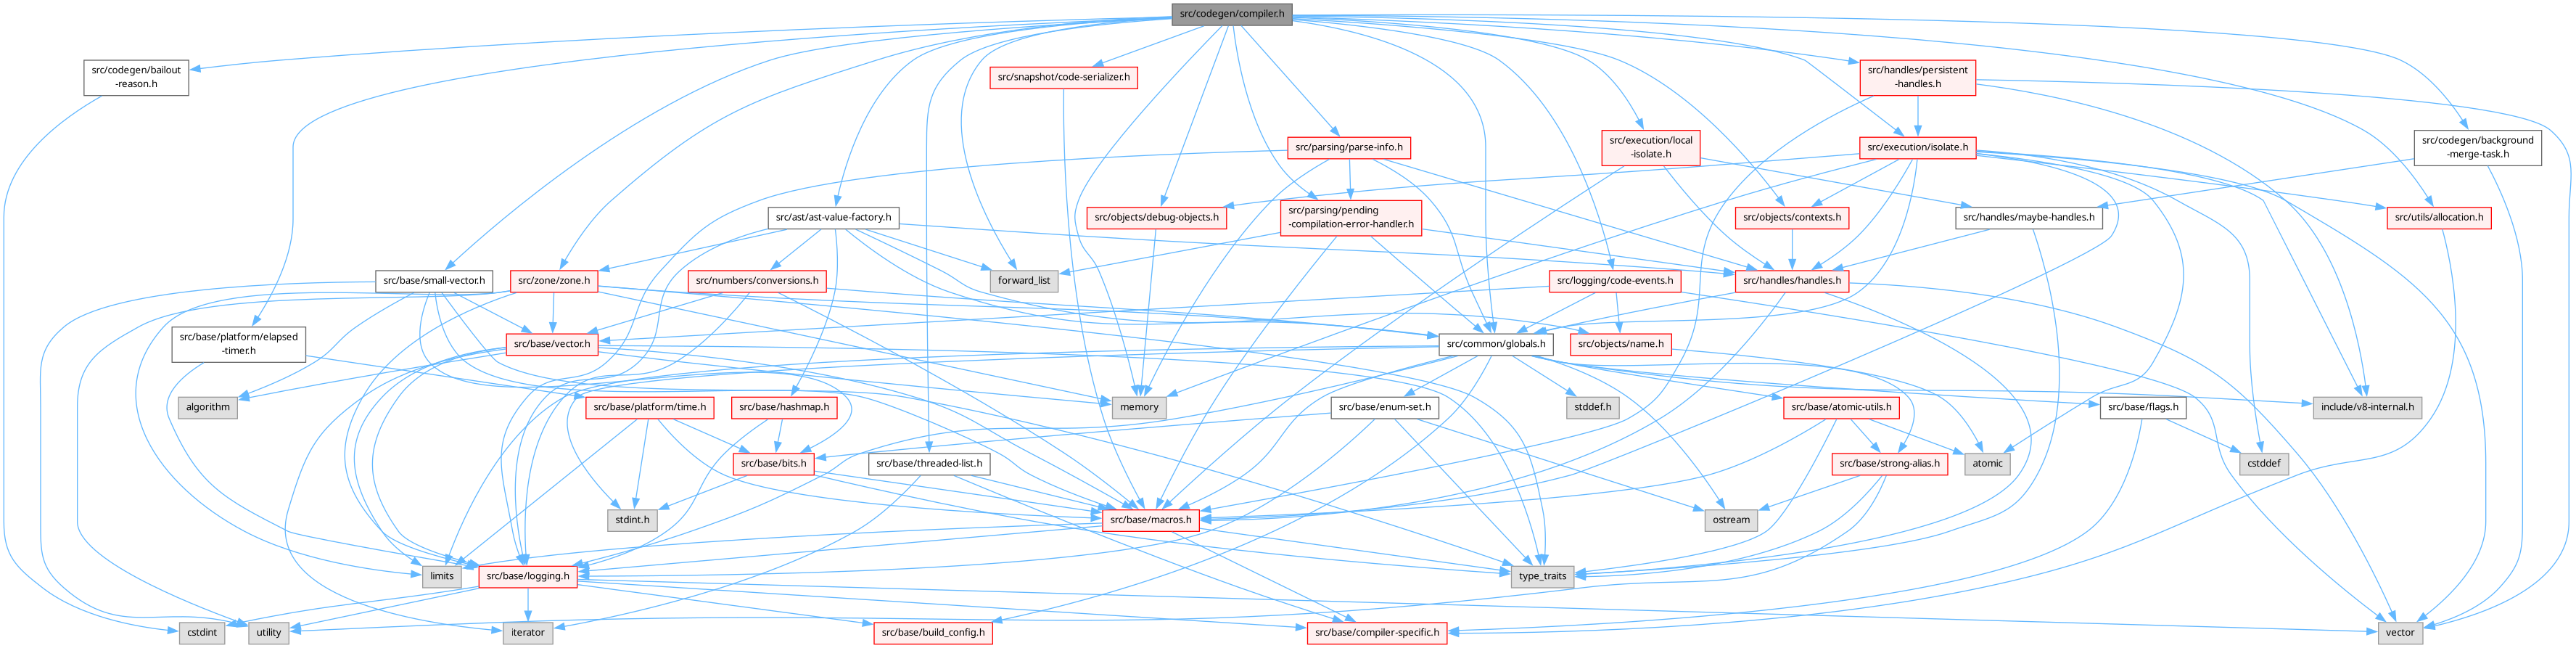 src/codegen/compiler.h
src/codegen/bailout
-reason.h
src/snapshot/code-serializer.h
src/handles/persistent
-handles.h
src/parsing/parse-info.h
src/execution/local
-isolate.h
src/execution/isolate.h
src/codegen/background
-merge-task.h
src/ast/ast-value-factory.h
src/objects/debug-objects.h
src/parsing/pending
-compilation-error-handler.h
src/objects/contexts.h
src/handles/maybe-handles.h
src/utils/allocation.h
src/base/small-vector.h
src/zone/zone.h
src/numbers/conversions.h
forward_list
src/logging/code-events.h
src/handles/handles.h
src/base/platform/elapsed
-timer.h
src/base/vector.h
src/common/globals.h
src/objects/name.h
algorithm
src/base/platform/time.h
src/base/hashmap.h
memory
src/base/enum-set.h
stddef.h
src/base/atomic-utils.h
src/base/flags.h
include/v8-internal.h
src/base/bits.h
src/base/threaded-list.h
src/base/strong-alias.h
atomic
cstddef
stdint.h
src/base/macros.h
ostream
limits
src/base/logging.h
type_traits
cstdint
utility
iterator
src/base/build_config.h
src/base/compiler-specific.h
vector